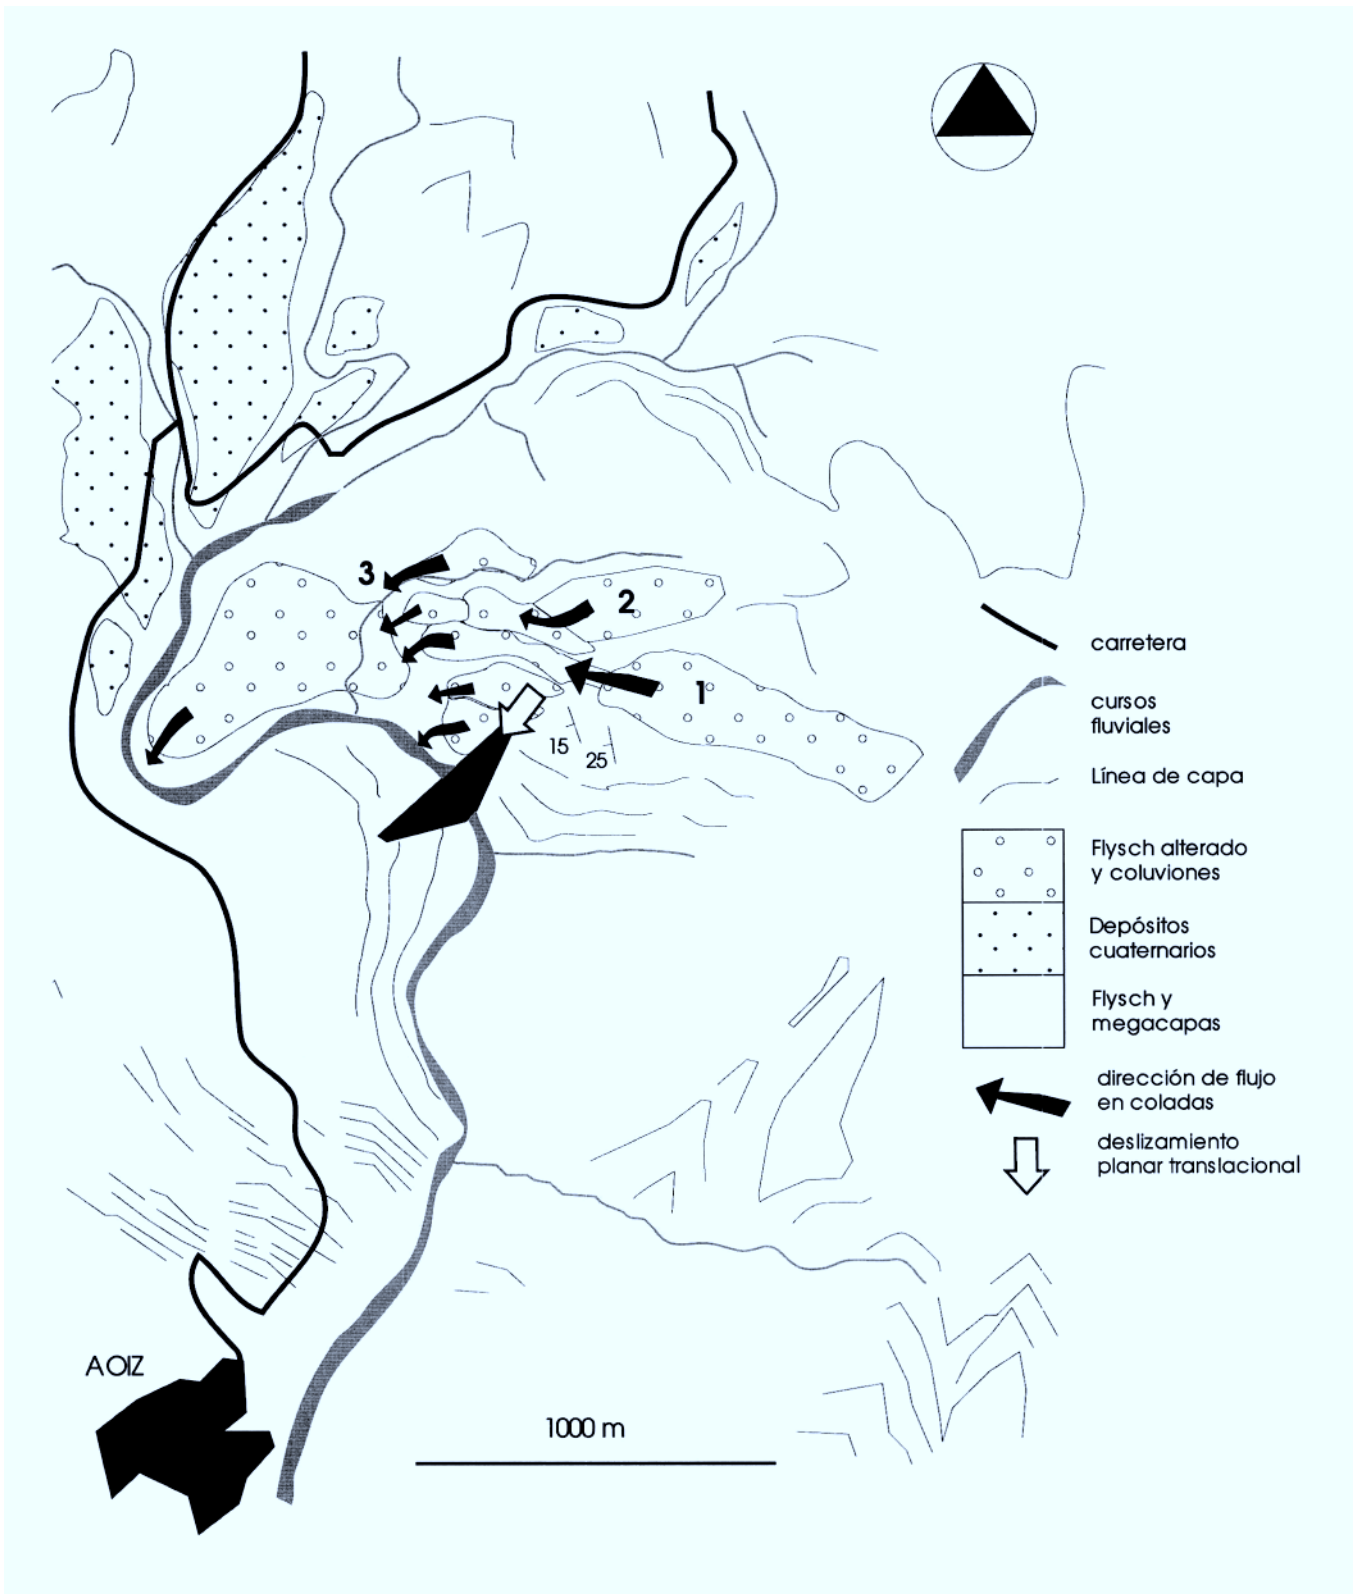 3
2
1
15
25
carretera
cursos
fluviales
Línea de capa
Flysch alterado
y coluviones
Depósitos
cuaternarios
Flysch y
megacapas
dirección de flujo
en coladas
deslizamiento
planar translacional
AOIZ
1000 m